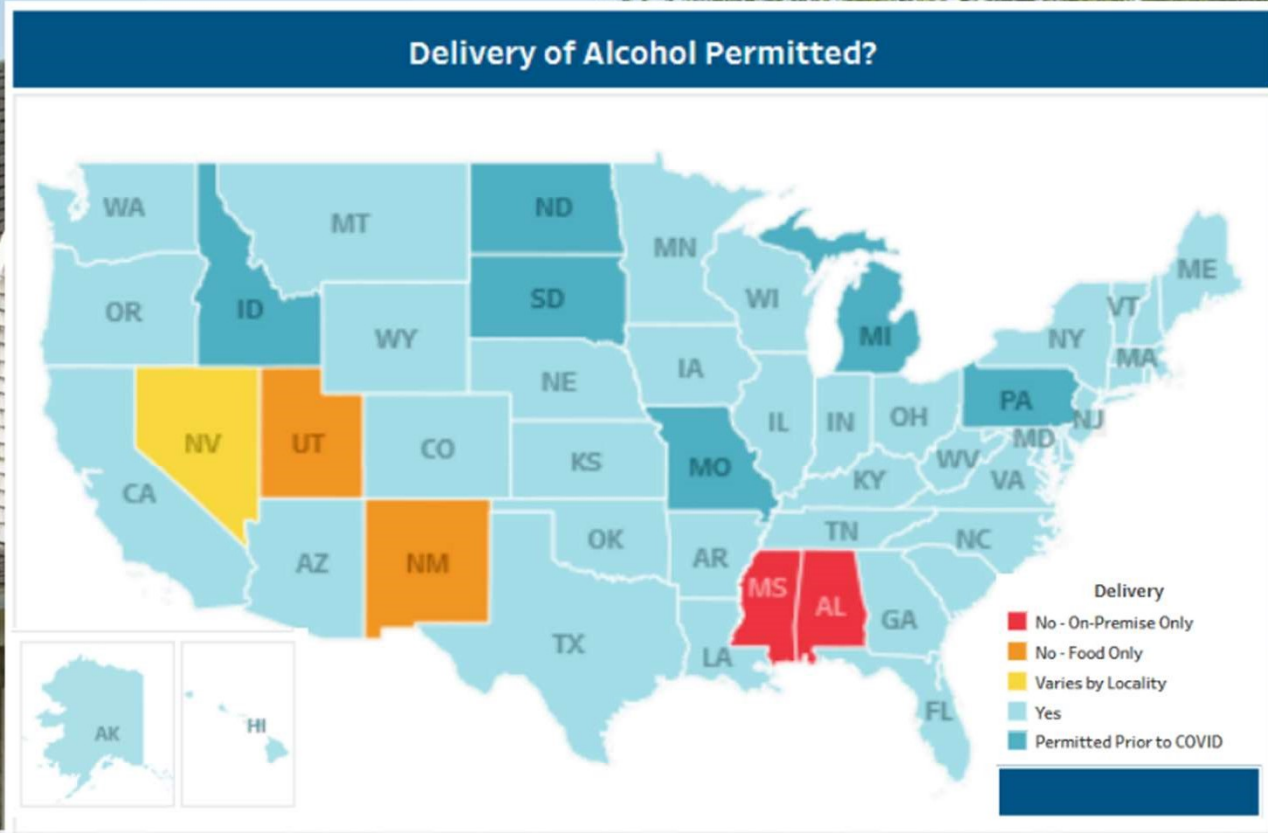 Delivery of Alcohol Permitted?
WA
MT
ND
MN
ME
OR
ID
SD
WI
VT
WY
MI
NY
MA
NE
IA
PA
NV
UT
CO
IL
IN
OH
NJ
MD
CA
KS
MO
WV
VA
KY
AZ
NM
OK
AR
TN
NC
MS
AL
GA
TX
LA
FL
AK
HI
Delivery
No - On-Premise Only
No - Food Only
Varies by Locality
Yes
Permitted Prior to COVID